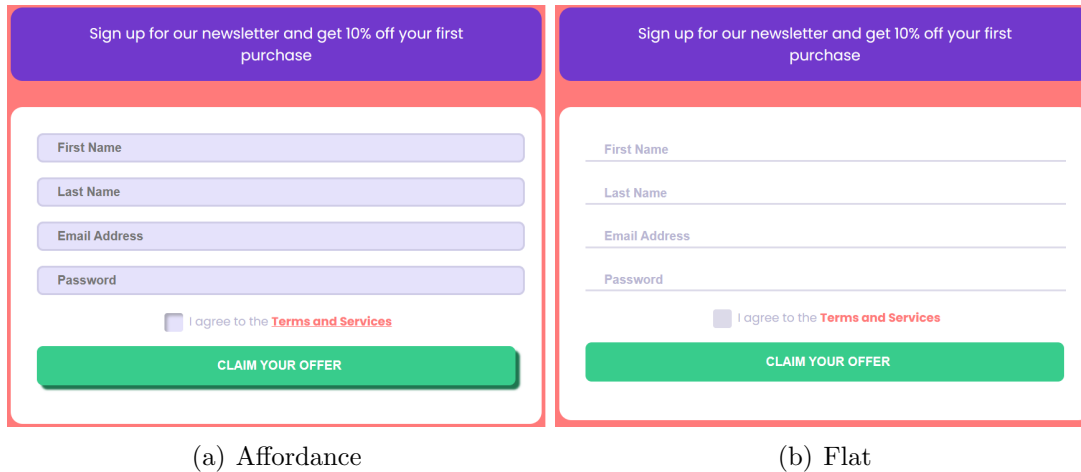 Sign up for our newsletter and get 10% off your first
purchase
First Name
Last Name
Email Address
Password
I agree to the Terms and Services
CLAIM YOUR OFFER
(a) Affordance
Sign up for our newsletter and get 10% off your first
purchase
First Name
Last Name
Email Address
Password
I agree to the Terms and Services
CLAIM YOUR OFFER
(b) Flat